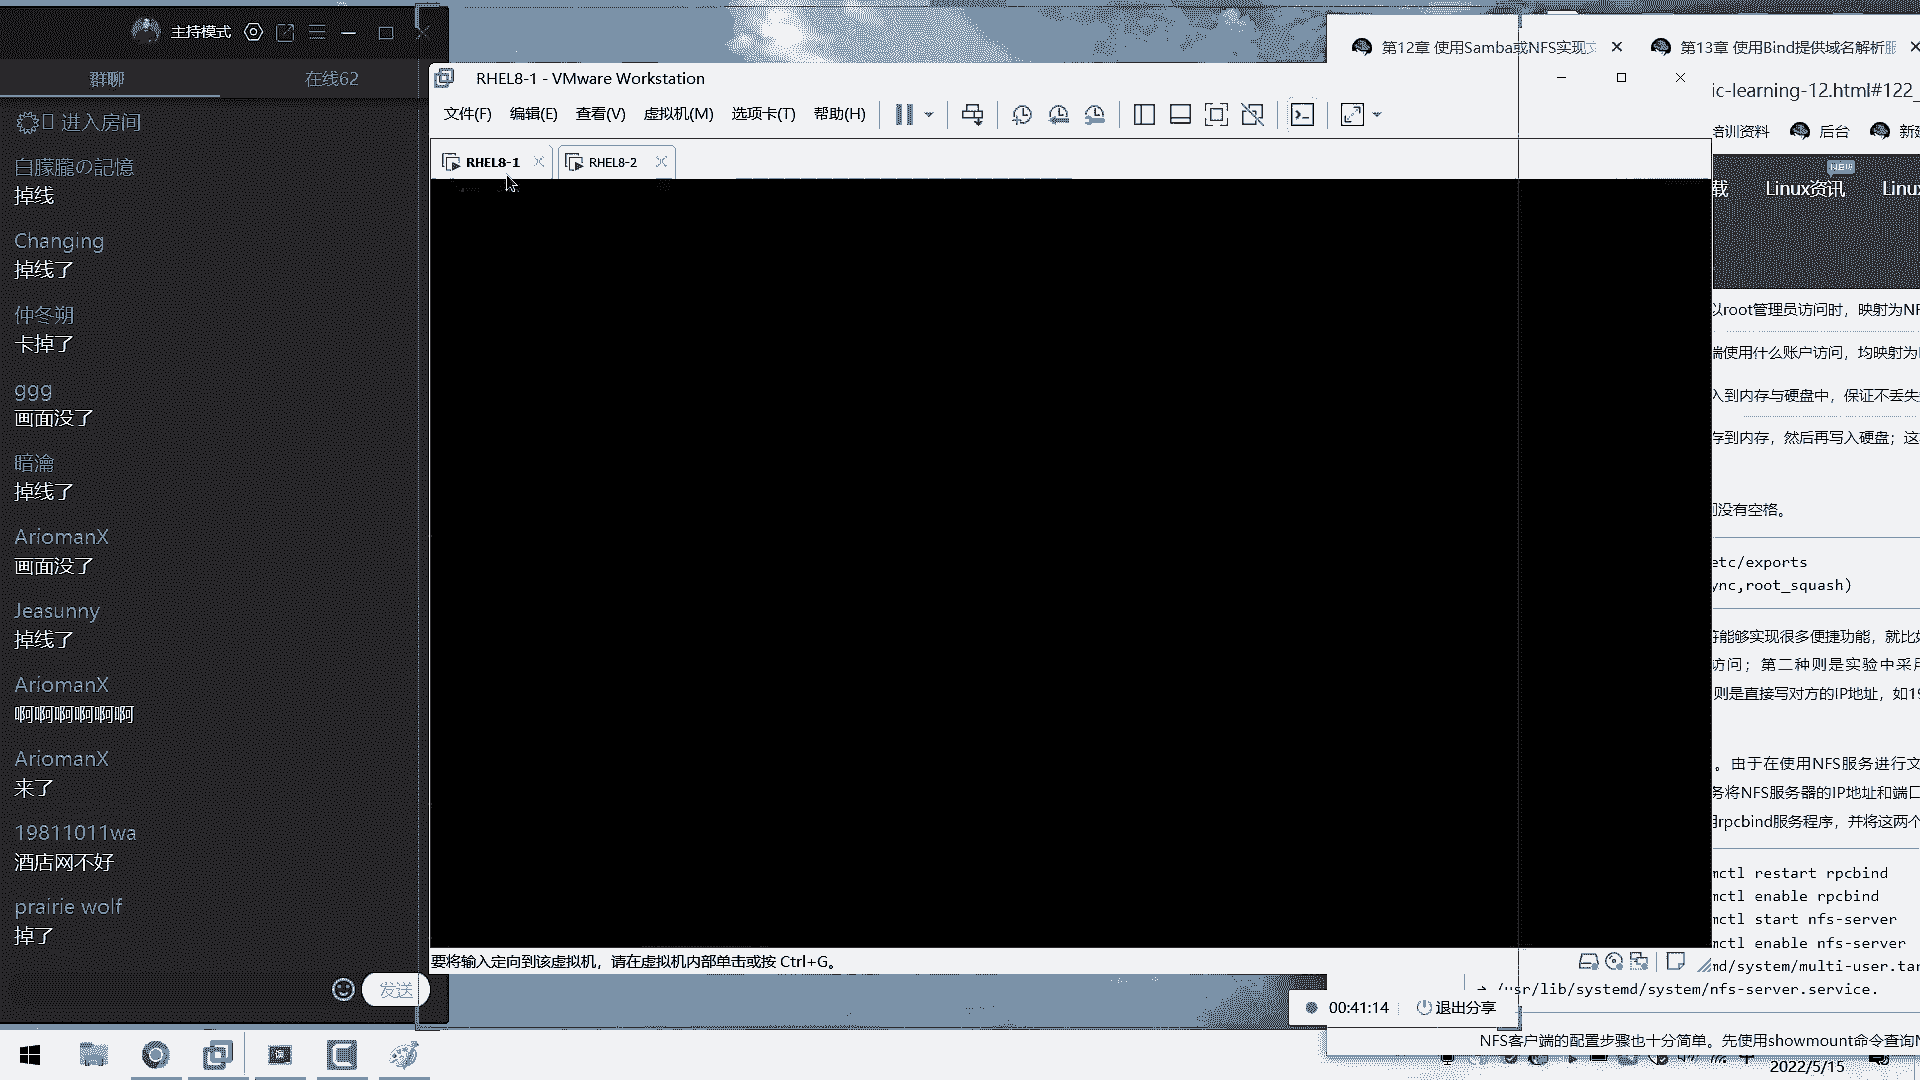 主持模式
群聊
在线62
进入房间
白朦朧の記憶
掉线
Changing
掉线了
仲冬朔
卡掉了
ggg
画面没了
暗瀹
掉线了
AriomanX
画面没了
Jeasunny
掉线了
AriomanX
啊啊啊啊啊啊
AriomanX
来了
19811011wa
酒店网不好
prairie wolf
掉了
发送
RHEL8-1 - VMware Workstation
文件(F) 编辑(E) 查看(V) 虚拟机(M) 选项卡(T) 帮助(H)
RHEL8-1
RHEL8-2
要将输入定向到该虚拟机，请在虚拟机内部单击或按 Ctrl+G。
00:41:14
退出分享
第12章 使用Samba或NFS实现文
第13章 使用Bind提供域名解析服
ic-learning-12.html#122_
培训资料 后台 新建
NEW
载 Linux资讯 Linux
以root管理员访问时，映射为NF
端使用什么账户访问，均映射为
入到内存与硬盘中，保证不丢失
存到内存，然后再写入硬盘；这
没有空格。
etc/exports
ync,root_squash)
符能够实现很多便捷功能，就比如
访问；第二种则是实验中采用
则是直接写对方的IP地址，如19
。由于在使用NFS服务进行文
务将NFS服务器的IP地址和端口
用rpcbind服务程序，并将这两个
mctl restart rpcbind
mctl enable rpcbind
mctl start nfs-server
mctl enable nfs-server
md/system/multi-user.tar
→ /usr/lib/systemd/system/nfs-server.service.
NFS客户端的配置步骤也十分简单。先使用showmount命令查询N
2022/5/15